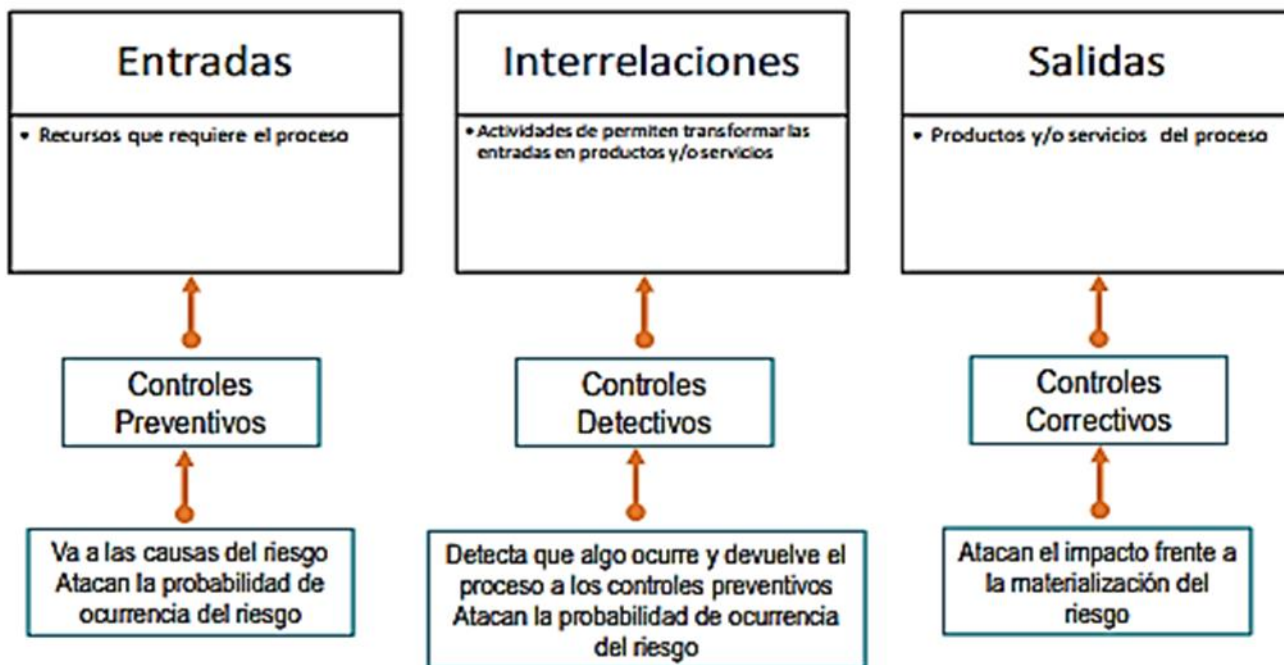 Entradas
• Recursos que requiere el proceso
Interrelaciones
• Actividades de permiten transformar las
entradas en productos y/o servicios
Salidas
• Productos y/o servicios del proceso
Controles
Preventivos
Controles
Detectivos
Controles
Correctivos
Va a las causas del riesgo
Atacan la probabilidad de
ocurrencia del riesgo
Detecta que algo ocurre y devuelve el
proceso a los controles preventivos
Atacan la probabilidad de ocurrencia
del riesgo
Atacan el impacto frente a
la materialización del
riesgo